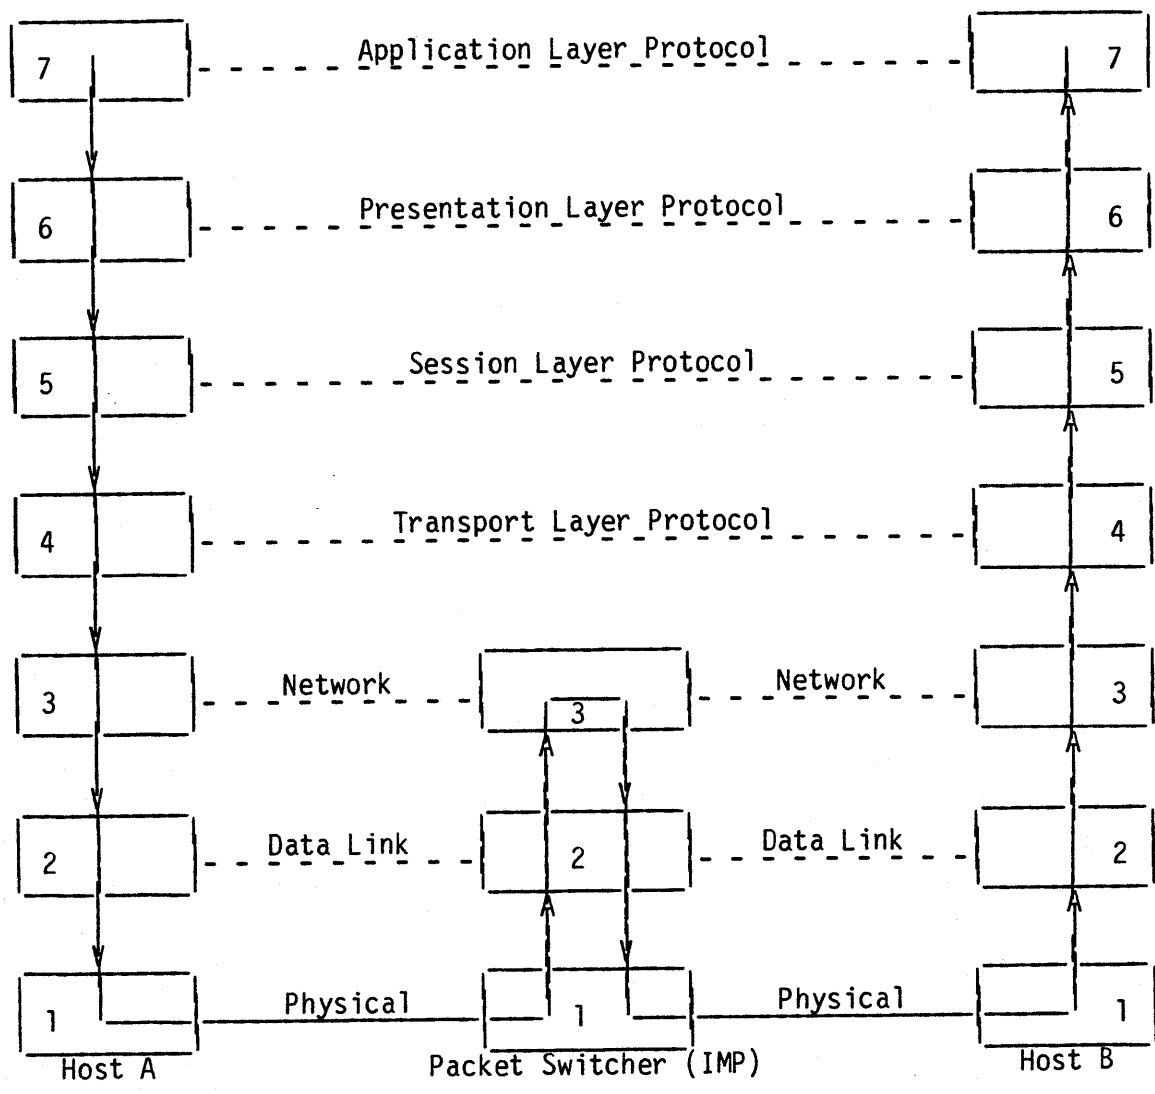 7 Application Layer Protocol 7
6 Presentation Layer Protocol 6
5 Session Layer Protocol 5
4 Transport Layer Protocol 4
3 Network 3 Network 3
2 Data Link 2 Data Link 2
1 Physical 1 Physical 1
Host A Packet Switcher (IMP) Host B